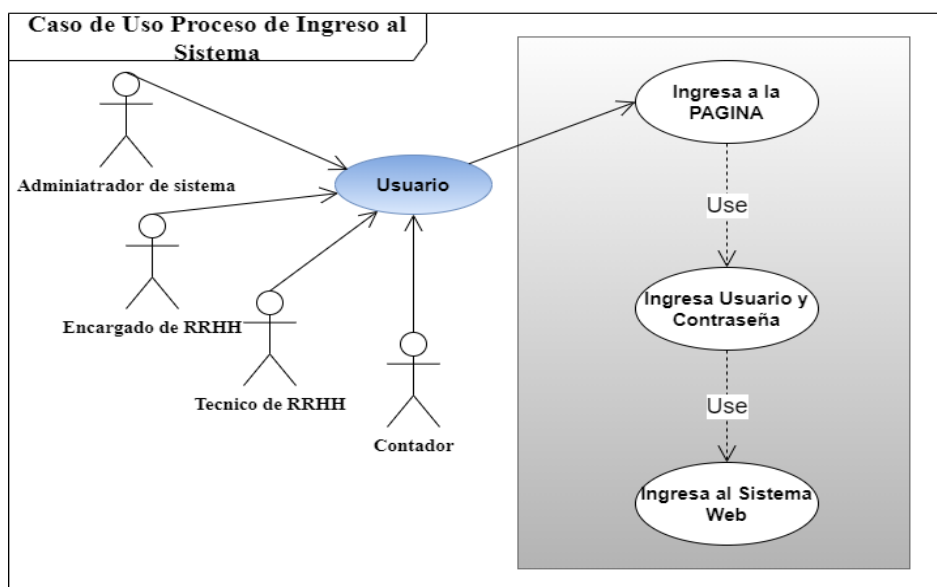 Caso de Uso Proceso de Ingreso al
Sistema
Adminiatrador de sistema
Encargado de RRHH
Tecnico de RRHH
Contador
Usuario
Ingresa a la
PAGINA
Use
Ingresa Usuario y
Contraseña
Use
Ingresa al Sistema
Web